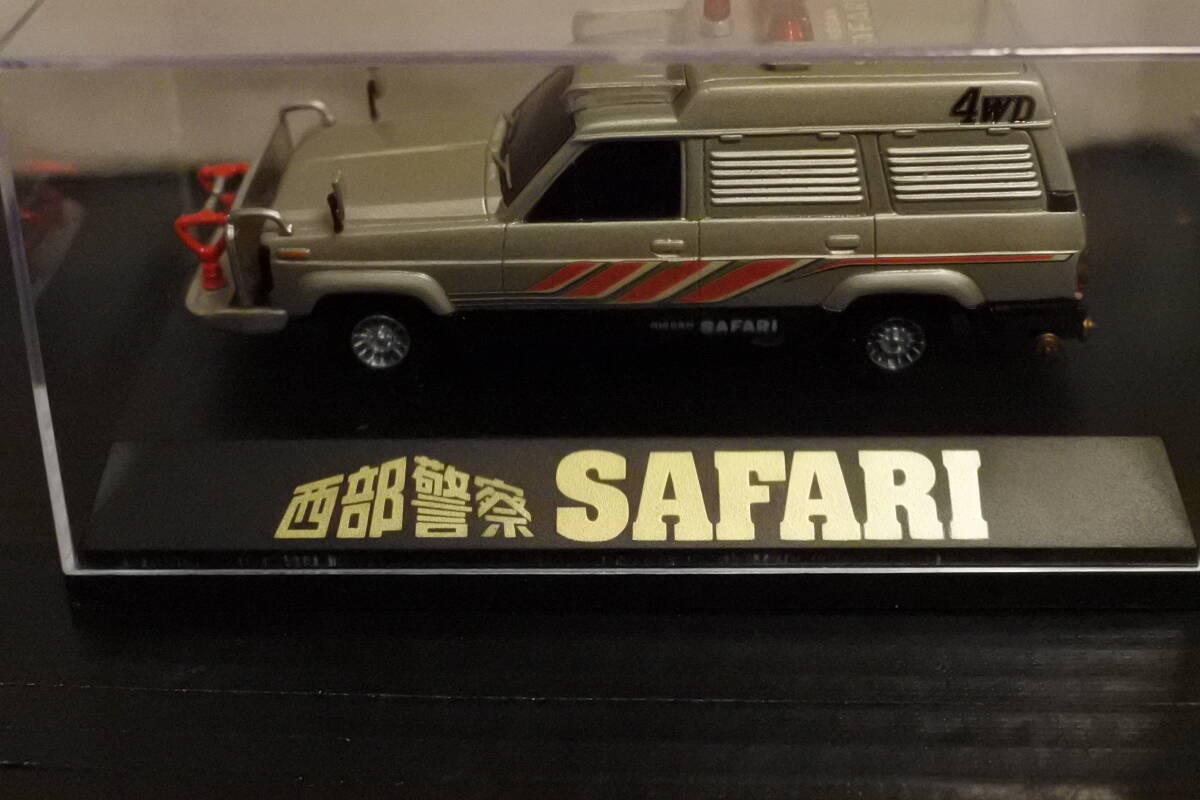 4WD
NISSAN SAFARI
西部警察 SAFARI